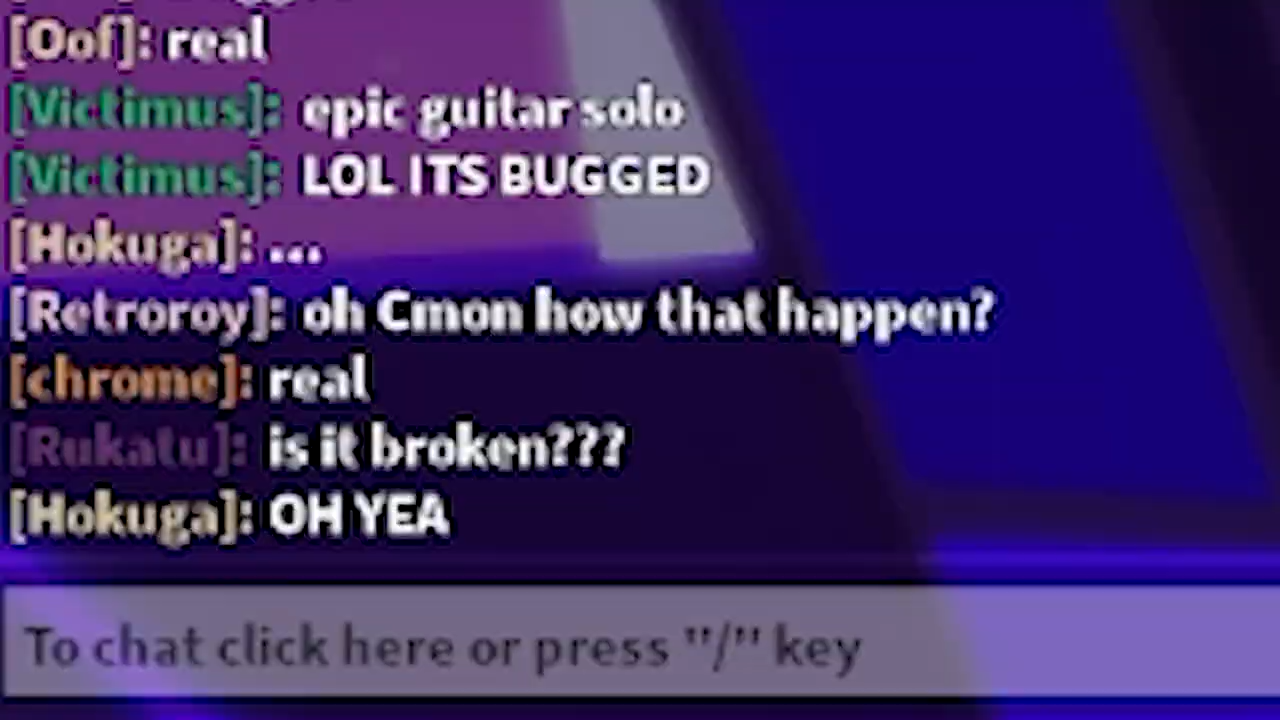 [Oof]: real
[Victimus]: epic guitar solo
[Victimus]: LOL ITS BUGGED
[Hokuga]: ...
[Retroroy]: oh Cmon how that happen?
[chrome]: real
[Rukatu]: is it broken???
[Hokuga]: OH YEA
To chat click here or press "/" key